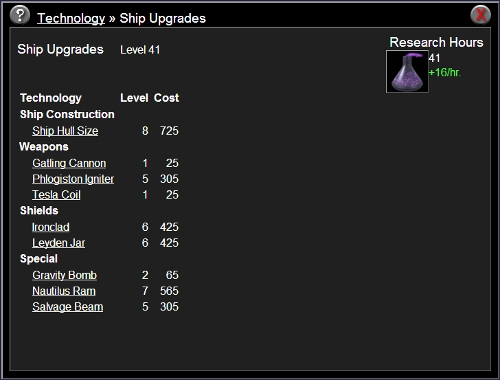 ? Technology » Ship Upgrades X
Ship Upgrades Level 41
Research Hours
41
+16/hr.
Technology Level Cost
Ship Construction
Ship Hull Size 8 725
Weapons
Gatling Cannon 1 25
Phlogiston Igniter 5 305
Tesla Coil 1 25
Shields
Ironclad 6 425
Leyden Jar 6 425
Special
Gravity Bomb 2 65
Nautilus Ram 7 565
Salvage Beam 5 305